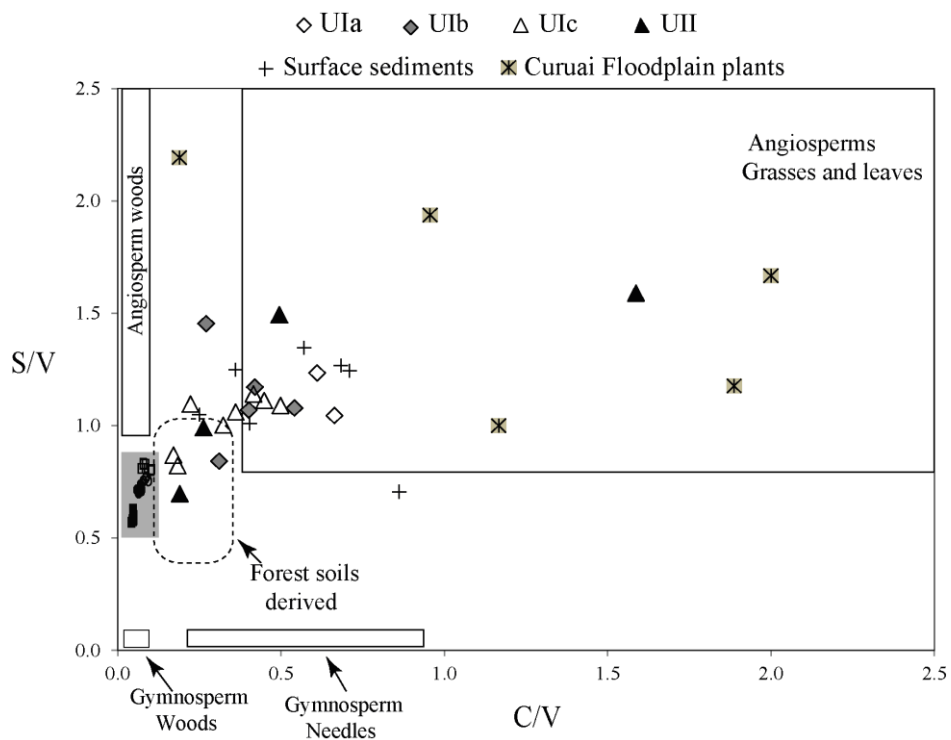 UIa UIb UIc UII
Surface sediments Curuai Floodplain plants
2.5
2.0
1.5
1.0
0.5
0.0
S/V
Angiosperm woods
Angiosperms
Grasses and leaves
Forest soils
derived
0.0 0.5 1.0 1.5 2.0 2.5
Gymnosperm
Woods
Gymnosperm
Needles
C/V